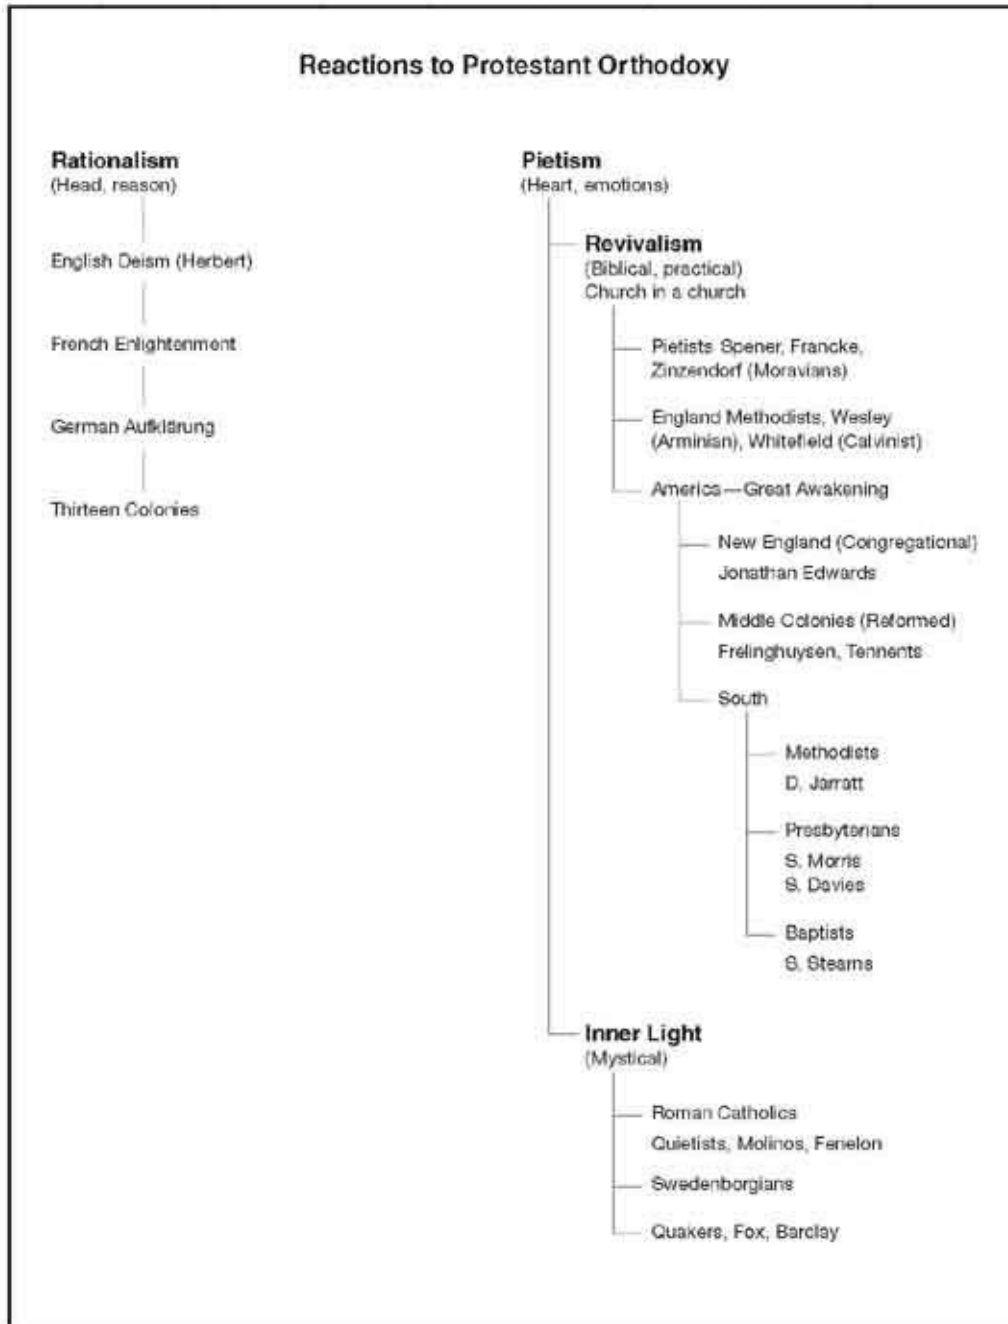 Reactions to Protestant Orthodoxy
Rationalism
(Head, reason)
English Deism (Herbert)
French Enlightenment
German Aufklärung
Thirteen Colonies
Pietism
(Heart, emotions)
Revivalism
(Biblical, practical)
Church in a church
Pietists Spener, Francke,
Zinzendorf (Moravians)
England Methodists, Wesley
(Arminian), Whitefield (Calvinist)
America—Great Awakening
New England (Congregational)
Jonathan Edwards
Middle Colonies (Reformed)
Frelinghuysen, Tennents
South
Methodists
D. Jarratt
Presbyterians
S. Morris
S. Davies
Baptists
S. Stearns
Inner Light
(Mystical)
Roman Catholics
Quietists, Molinos, Fenelon
Swedenborgians
Quakers, Fox, Barclay